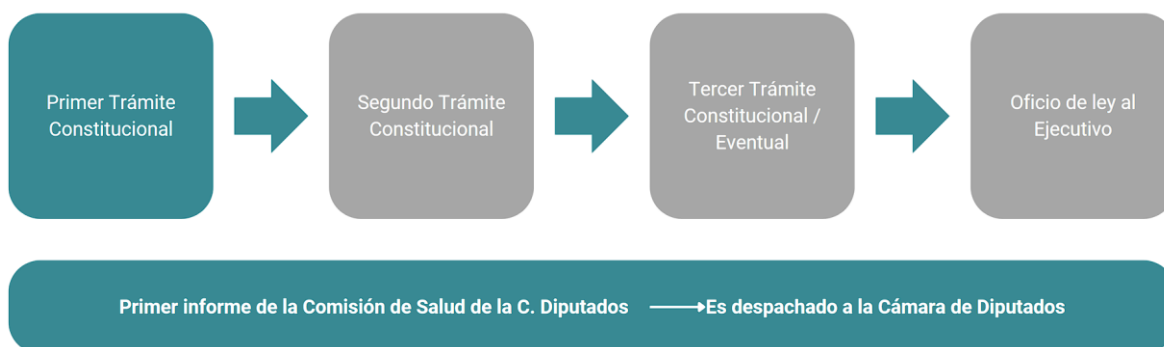 Primer Trámite
Constitucional
Segundo Trámite
Constitucional
Tercer Trámite
Constitucional /
Eventual
Oficio de ley al
Ejecutivo
Primer informe de la Comisión de Salud de la C. Diputados → Es despachado a la Cámara de Diputados